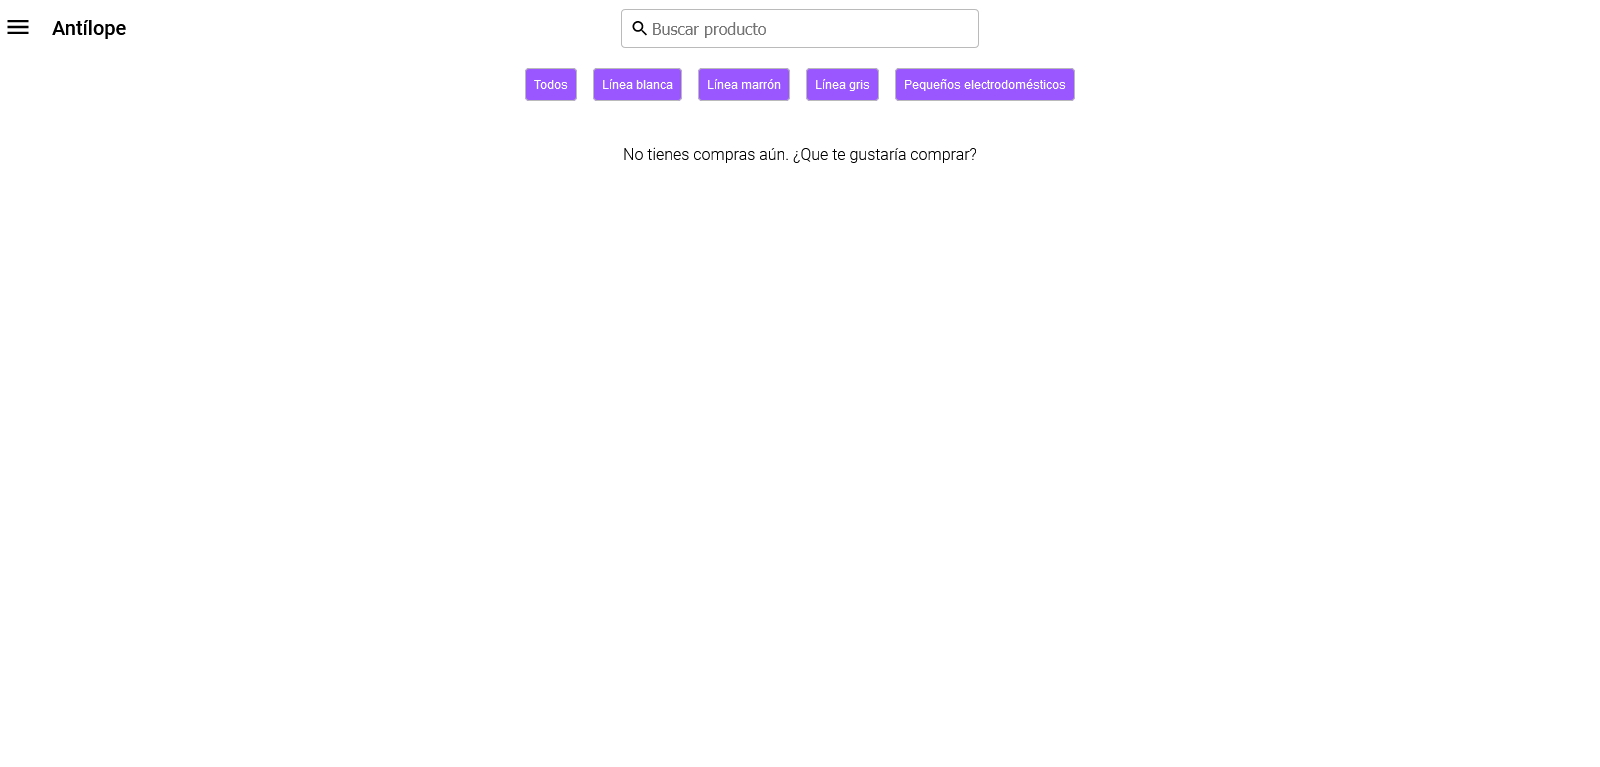 Antílope
Buscar producto
Todos Línea blanca Línea marrón Línea gris Pequeños electrodomésticos
No tienes compras aún. ¿Que te gustaría comprar?